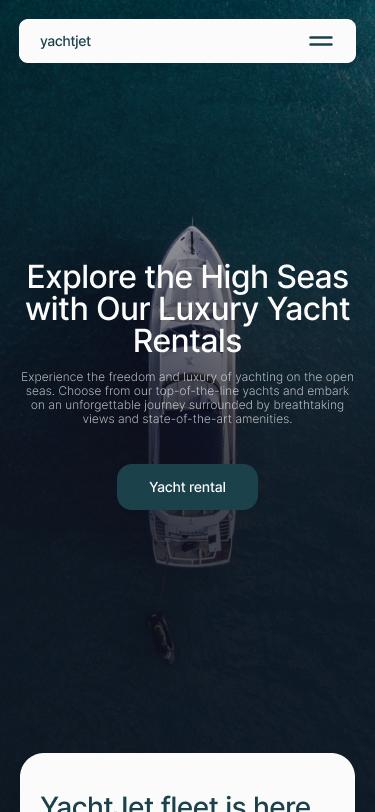 yachtjet
Explore the High Seas
with Our Luxury Yacht
Rentals
Experience the freedom and luxury of yachting on the open
seas. Choose from our top-of-the-line yachts and embark
on an unforgettable journey surrounded by breathtaking
views and state-of-the-art amenities.
Yacht rental
YachtJet fleet is here